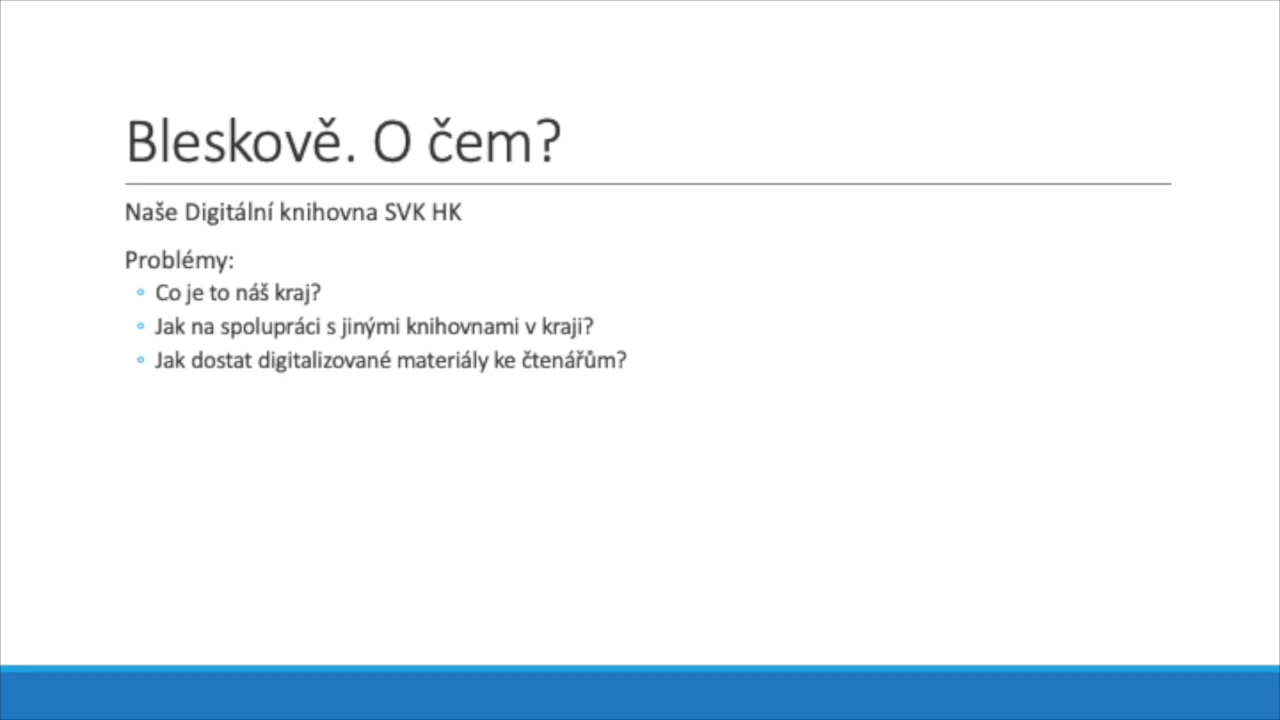 Bleskově. O čem?
Naše Digitální knihovna SVK HK
Problémy:
◦ Co je to náš kraj?
◦ Jak na spolupráci s jinými knihovnami v kraji?
◦ Jak dostat digitalizované materiály ke čtenářům?